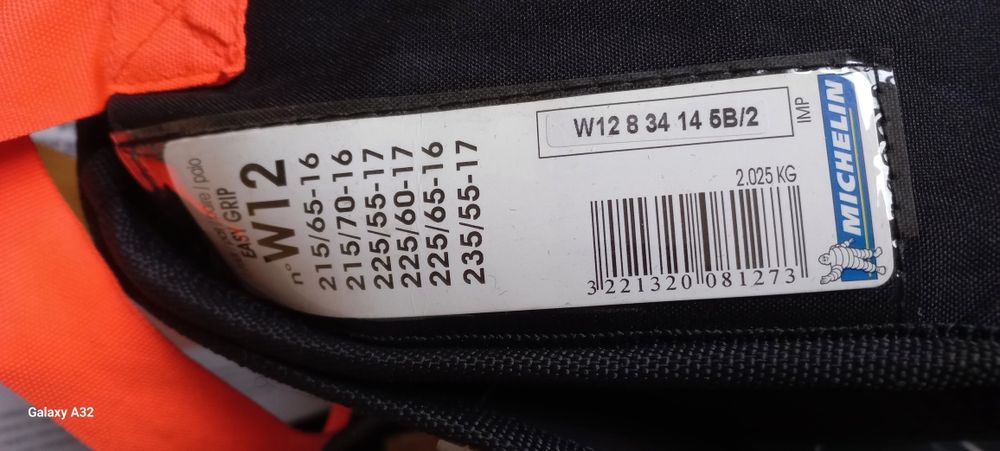 EASY GRIP
n° W12
215/65-16
215/70-16
225/55-17
225/60-17
225/65-16
235/55-17
W12 8 34 14 5B/2
IMP
2.025 KG
3 221320 081273
MICHELIN
Galaxy A32